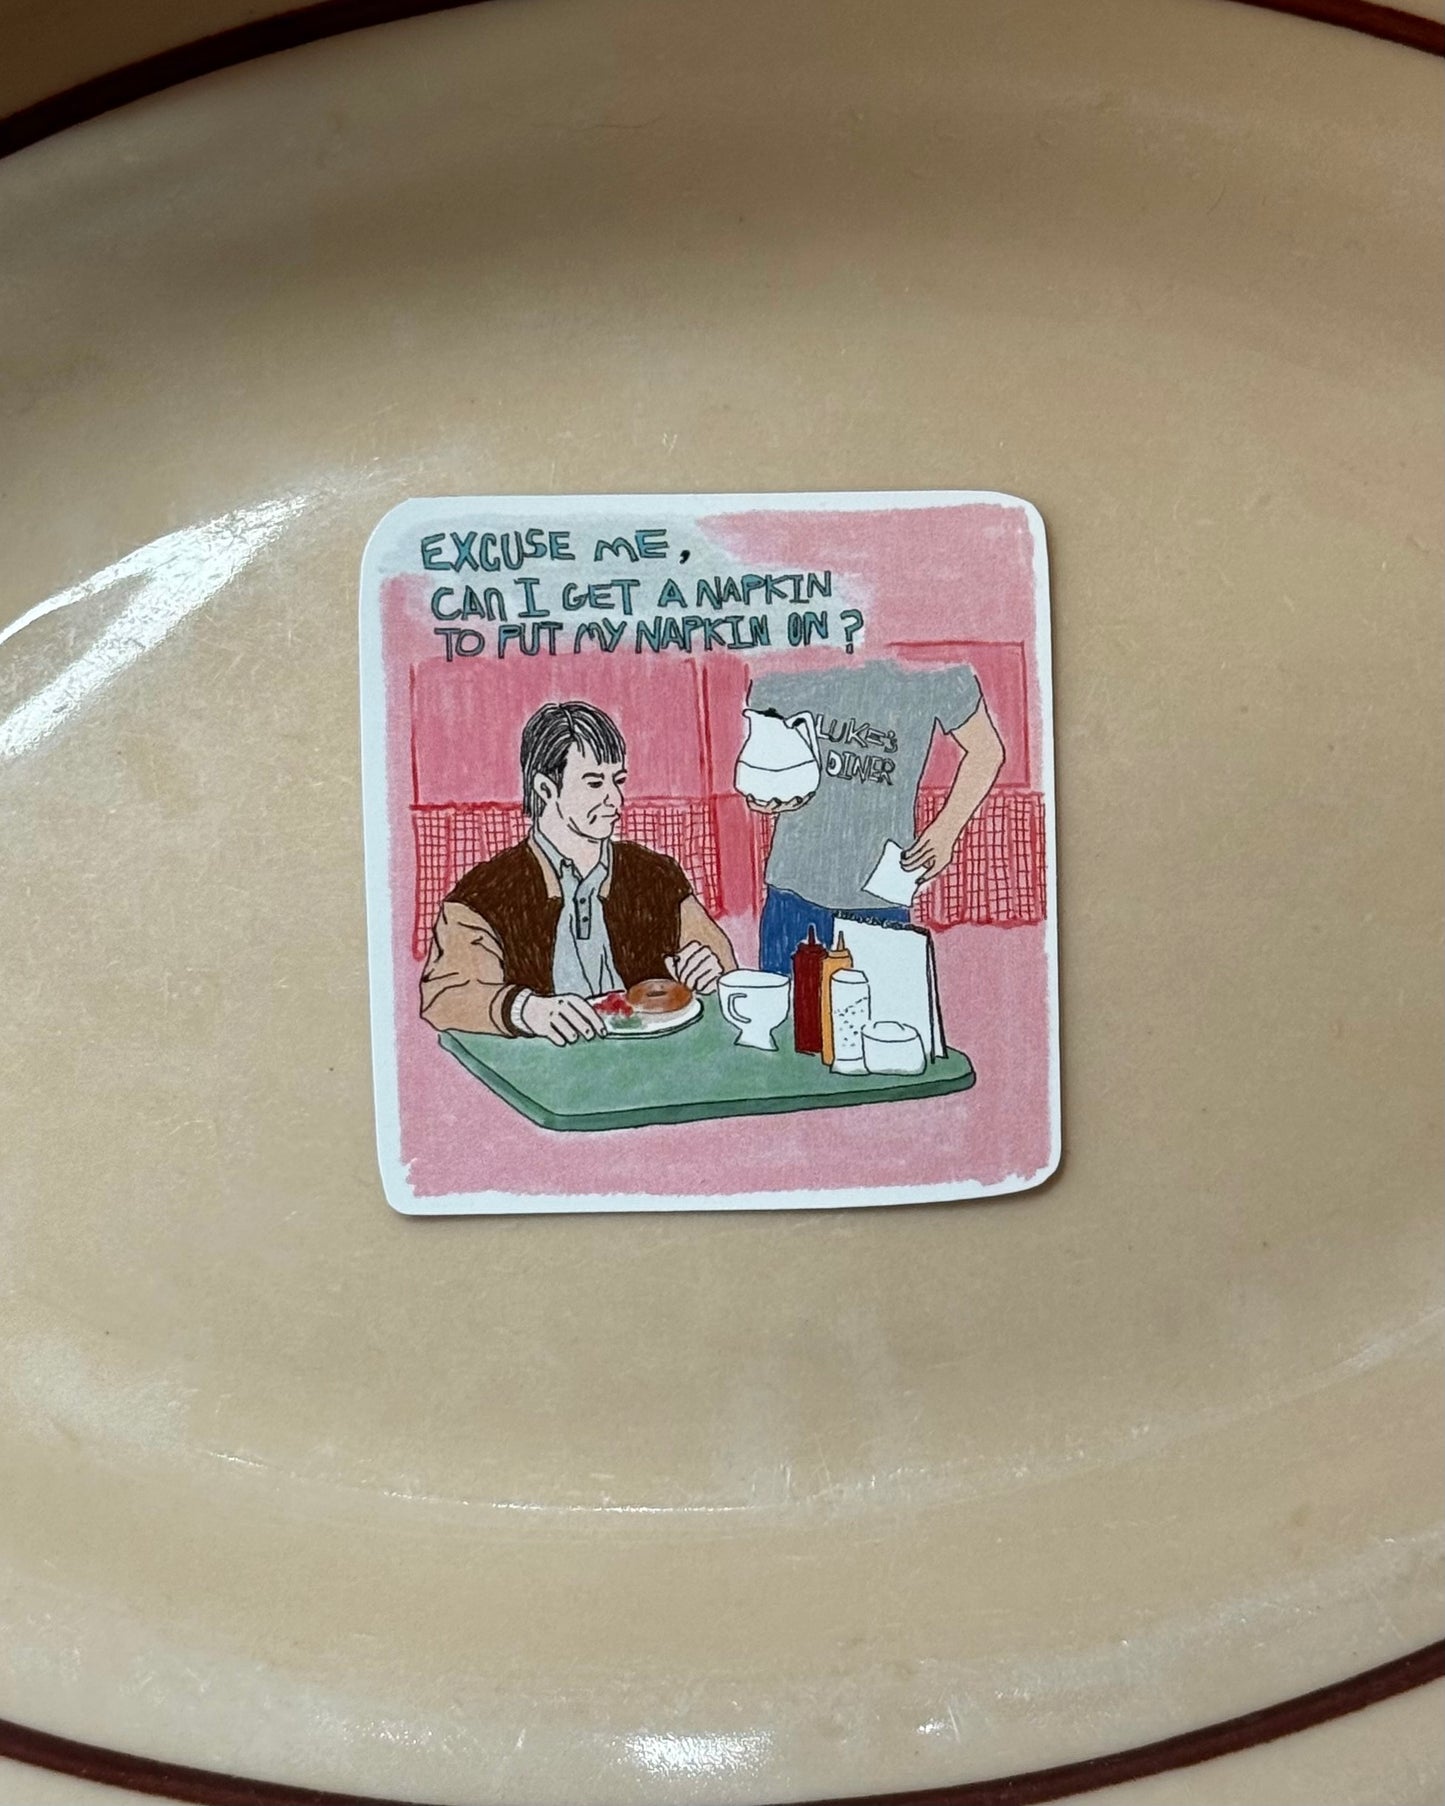 EXCUSE ME,
CAN I GET A NAPKIN
TO PUT MY NAPKIN ON?
LUKE'S
DINER